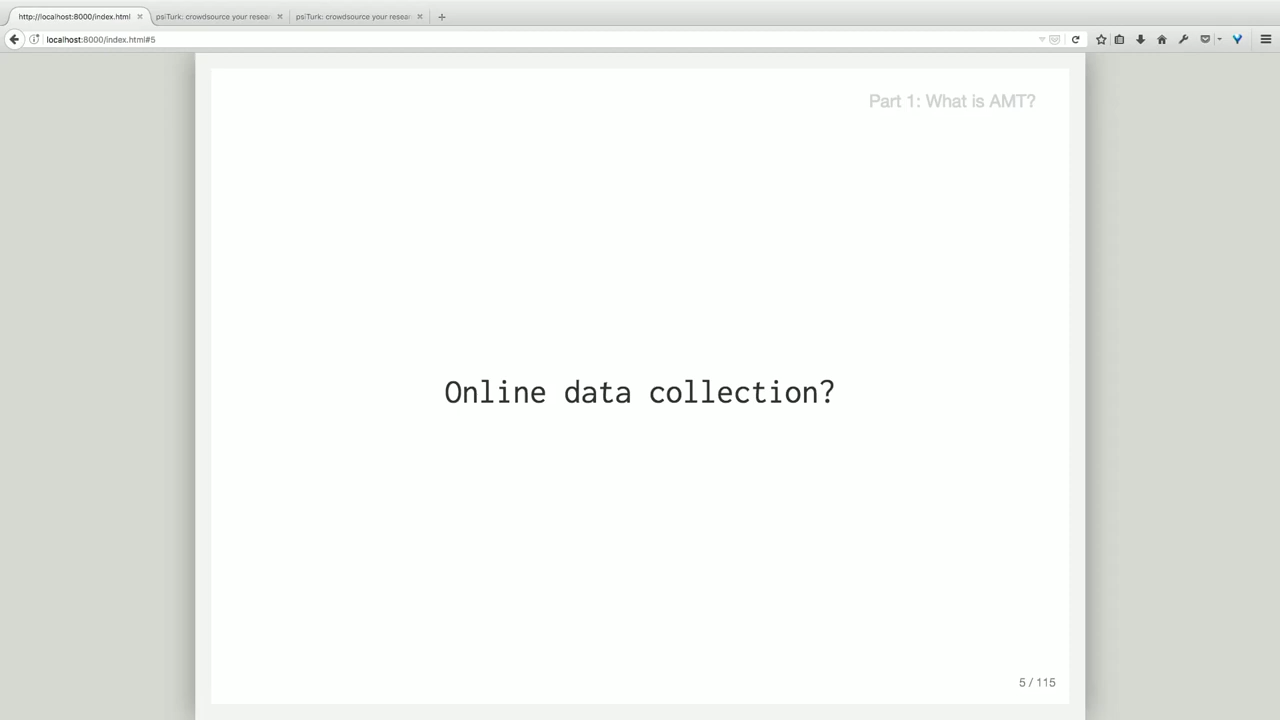 http://localhost:8000/index.html
psiTurk: crowdsource your resear
psiTurk: crowdsource your resear
localhost:8000/index.html#5
Part 1: What is AMT?
Online data collection?
5 / 115